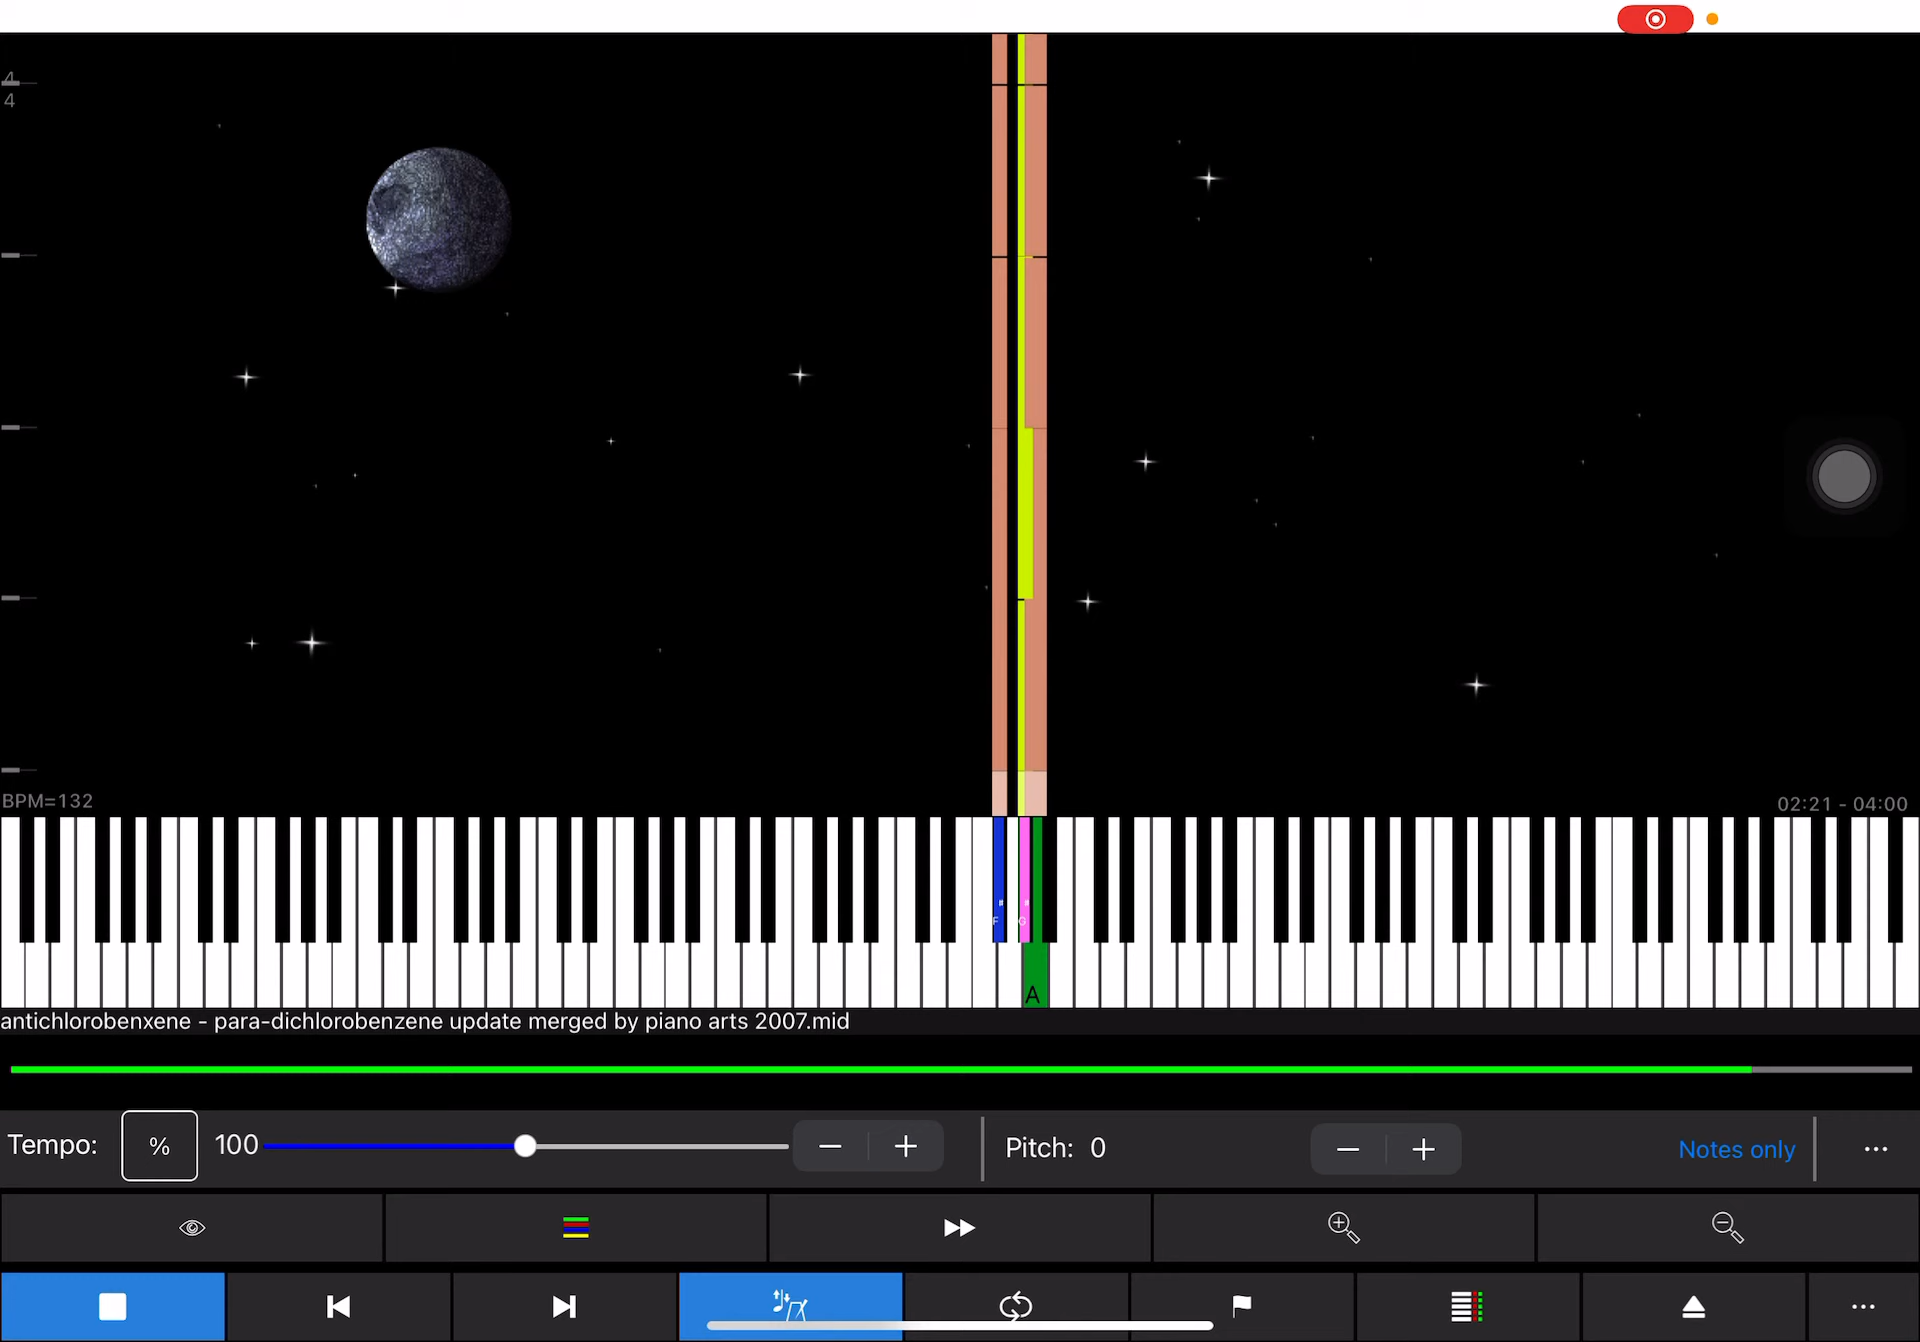 4
4
BPM=132
02:21 - 04:00
F#
G#
A
antichlorobenxene - para-dichlorobenzene update merged by piano arts 2007.mid
Tempo: % 100 Pitch: 0 Notes only